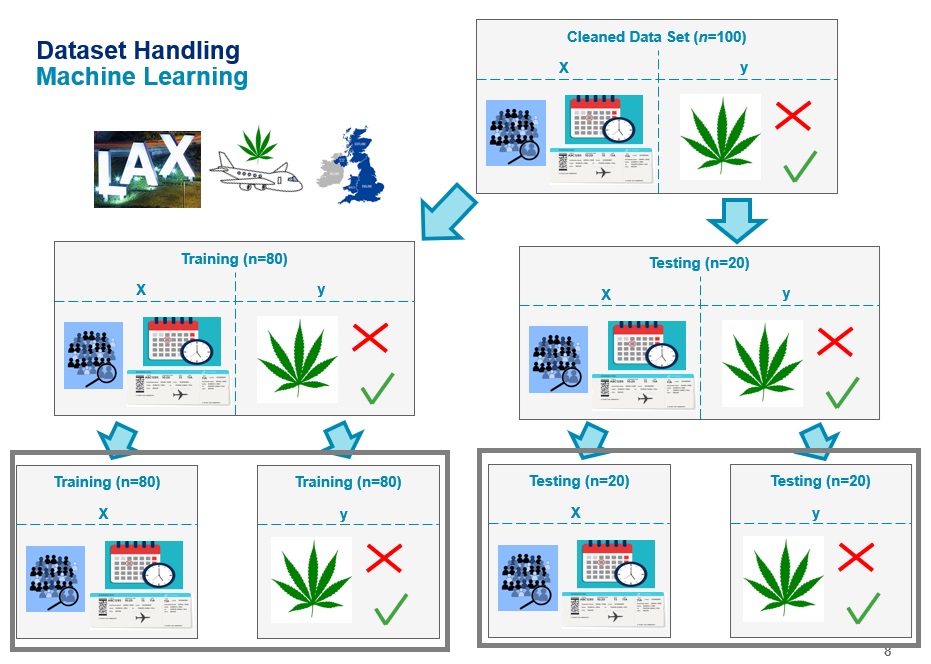 Dataset Handling
Machine Learning
Cleaned Data Set (n=100)
X
y
LAX
Training (n=80)
X
y
Testing (n=20)
X
y
Training (n=80)
X
Training (n=80)
y
Testing (n=20)
X
Testing (n=20)
y
8